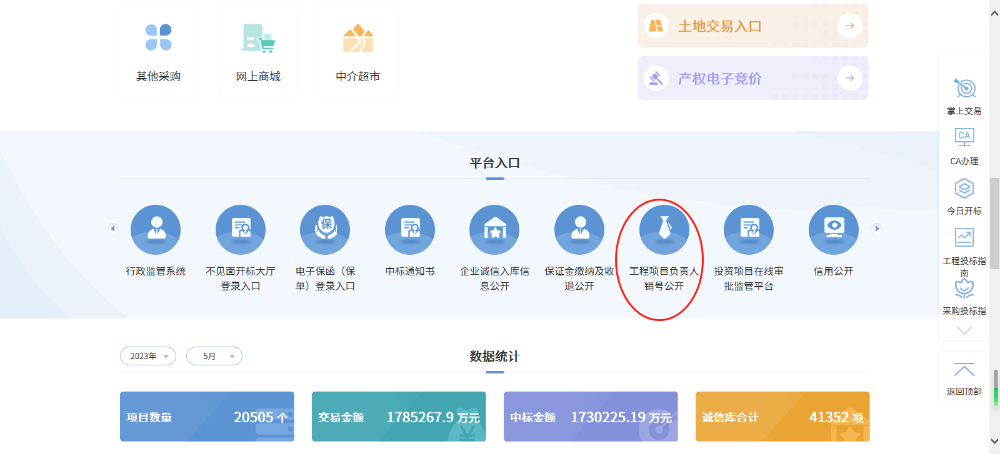 其他采购
网上商城
中介超市
土地交易入口
产权电子竞价
平台入口
行政监管系统
不见面开标大厅
登录入口
保
电子保函（保
单）登录入口
中标通知书
企业诚信入库信
息公开
保证金缴纳及收
退公开
工程项目负责人
销号公开
投资项目在线审
批监管平台
信用公开
2023年
5月
数据统计
项目数量 20505 个
交易金额 1785267.9 万元
中标金额 1730225.19 万元
诚信库合计 41352 项
掌上交易
CA
CA办理
今日开标
工程投标指
南
采购投标指
返回顶部